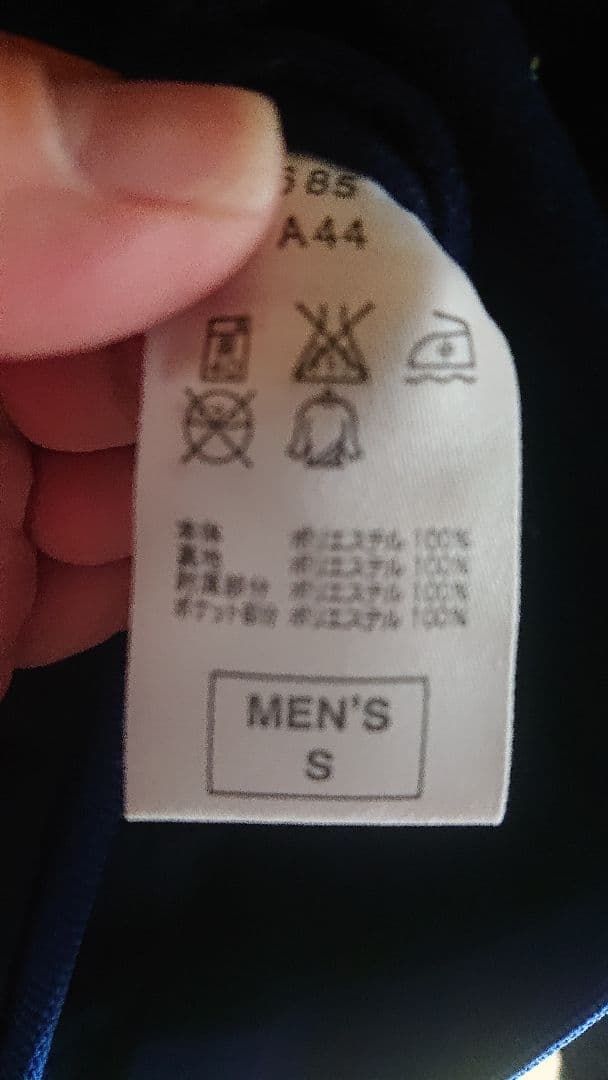 85
A44
本体 ポリエステル 100%
裏地 ポリエステル 100%
付属部分 ポリエステル 100%
ポケット部分 ポリエステル 100%
MEN'S
S